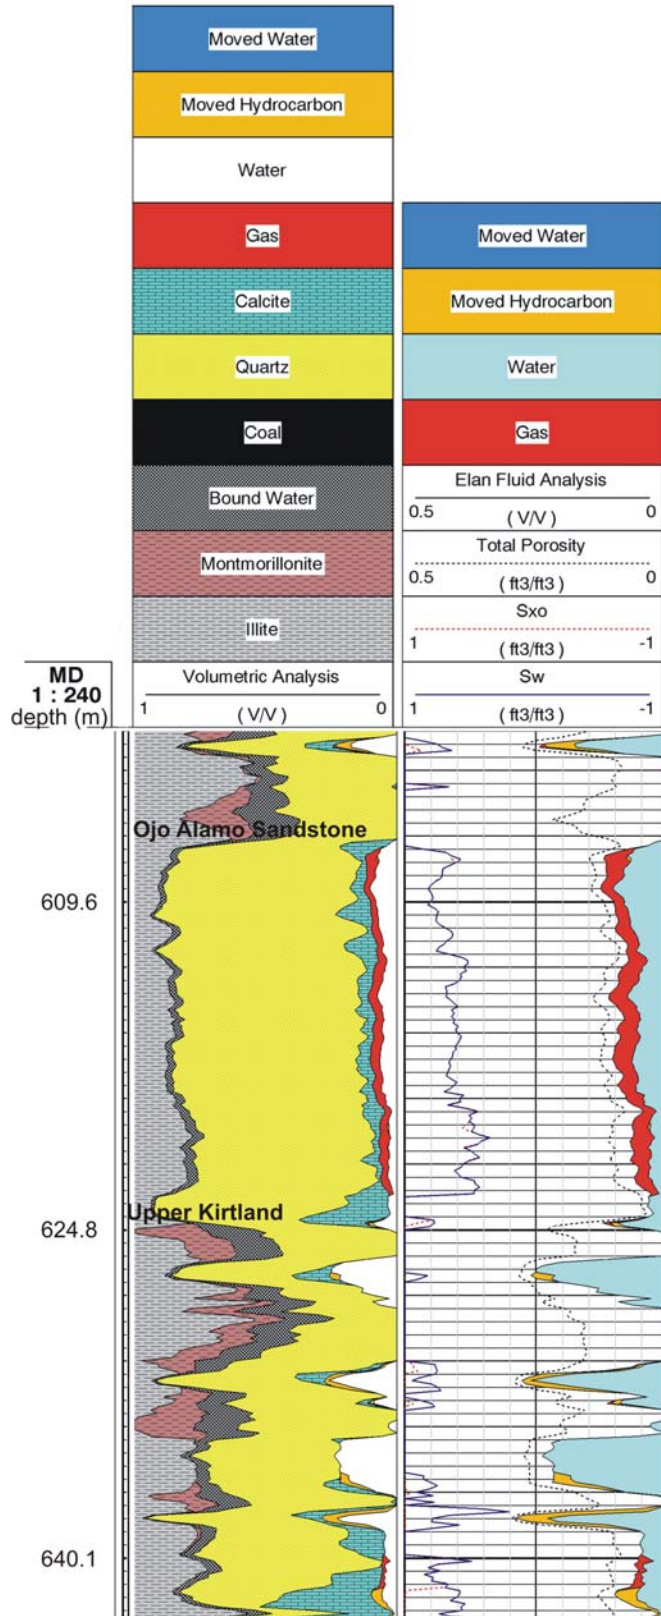 Moved Water
Moved Hydrocarbon
Water
Gas
Calcite
Quartz
Coal
Bound Water
Montmorillonite
Illite
Volumetric Analysis
1 (V/V) 0
Moved Water
Moved Hydrocarbon
Water
Gas
Elan Fluid Analysis
0.5 (V/V) 0
Total Porosity
0.5 (ft3/ft3) 0
Sxo
1 (ft3/ft3) -1
Sw
1 (ft3/ft3) -1
MD
1 : 240
depth (m)
Ojo Alamo Sandstone
609.6
Upper Kirtland
624.8
640.1